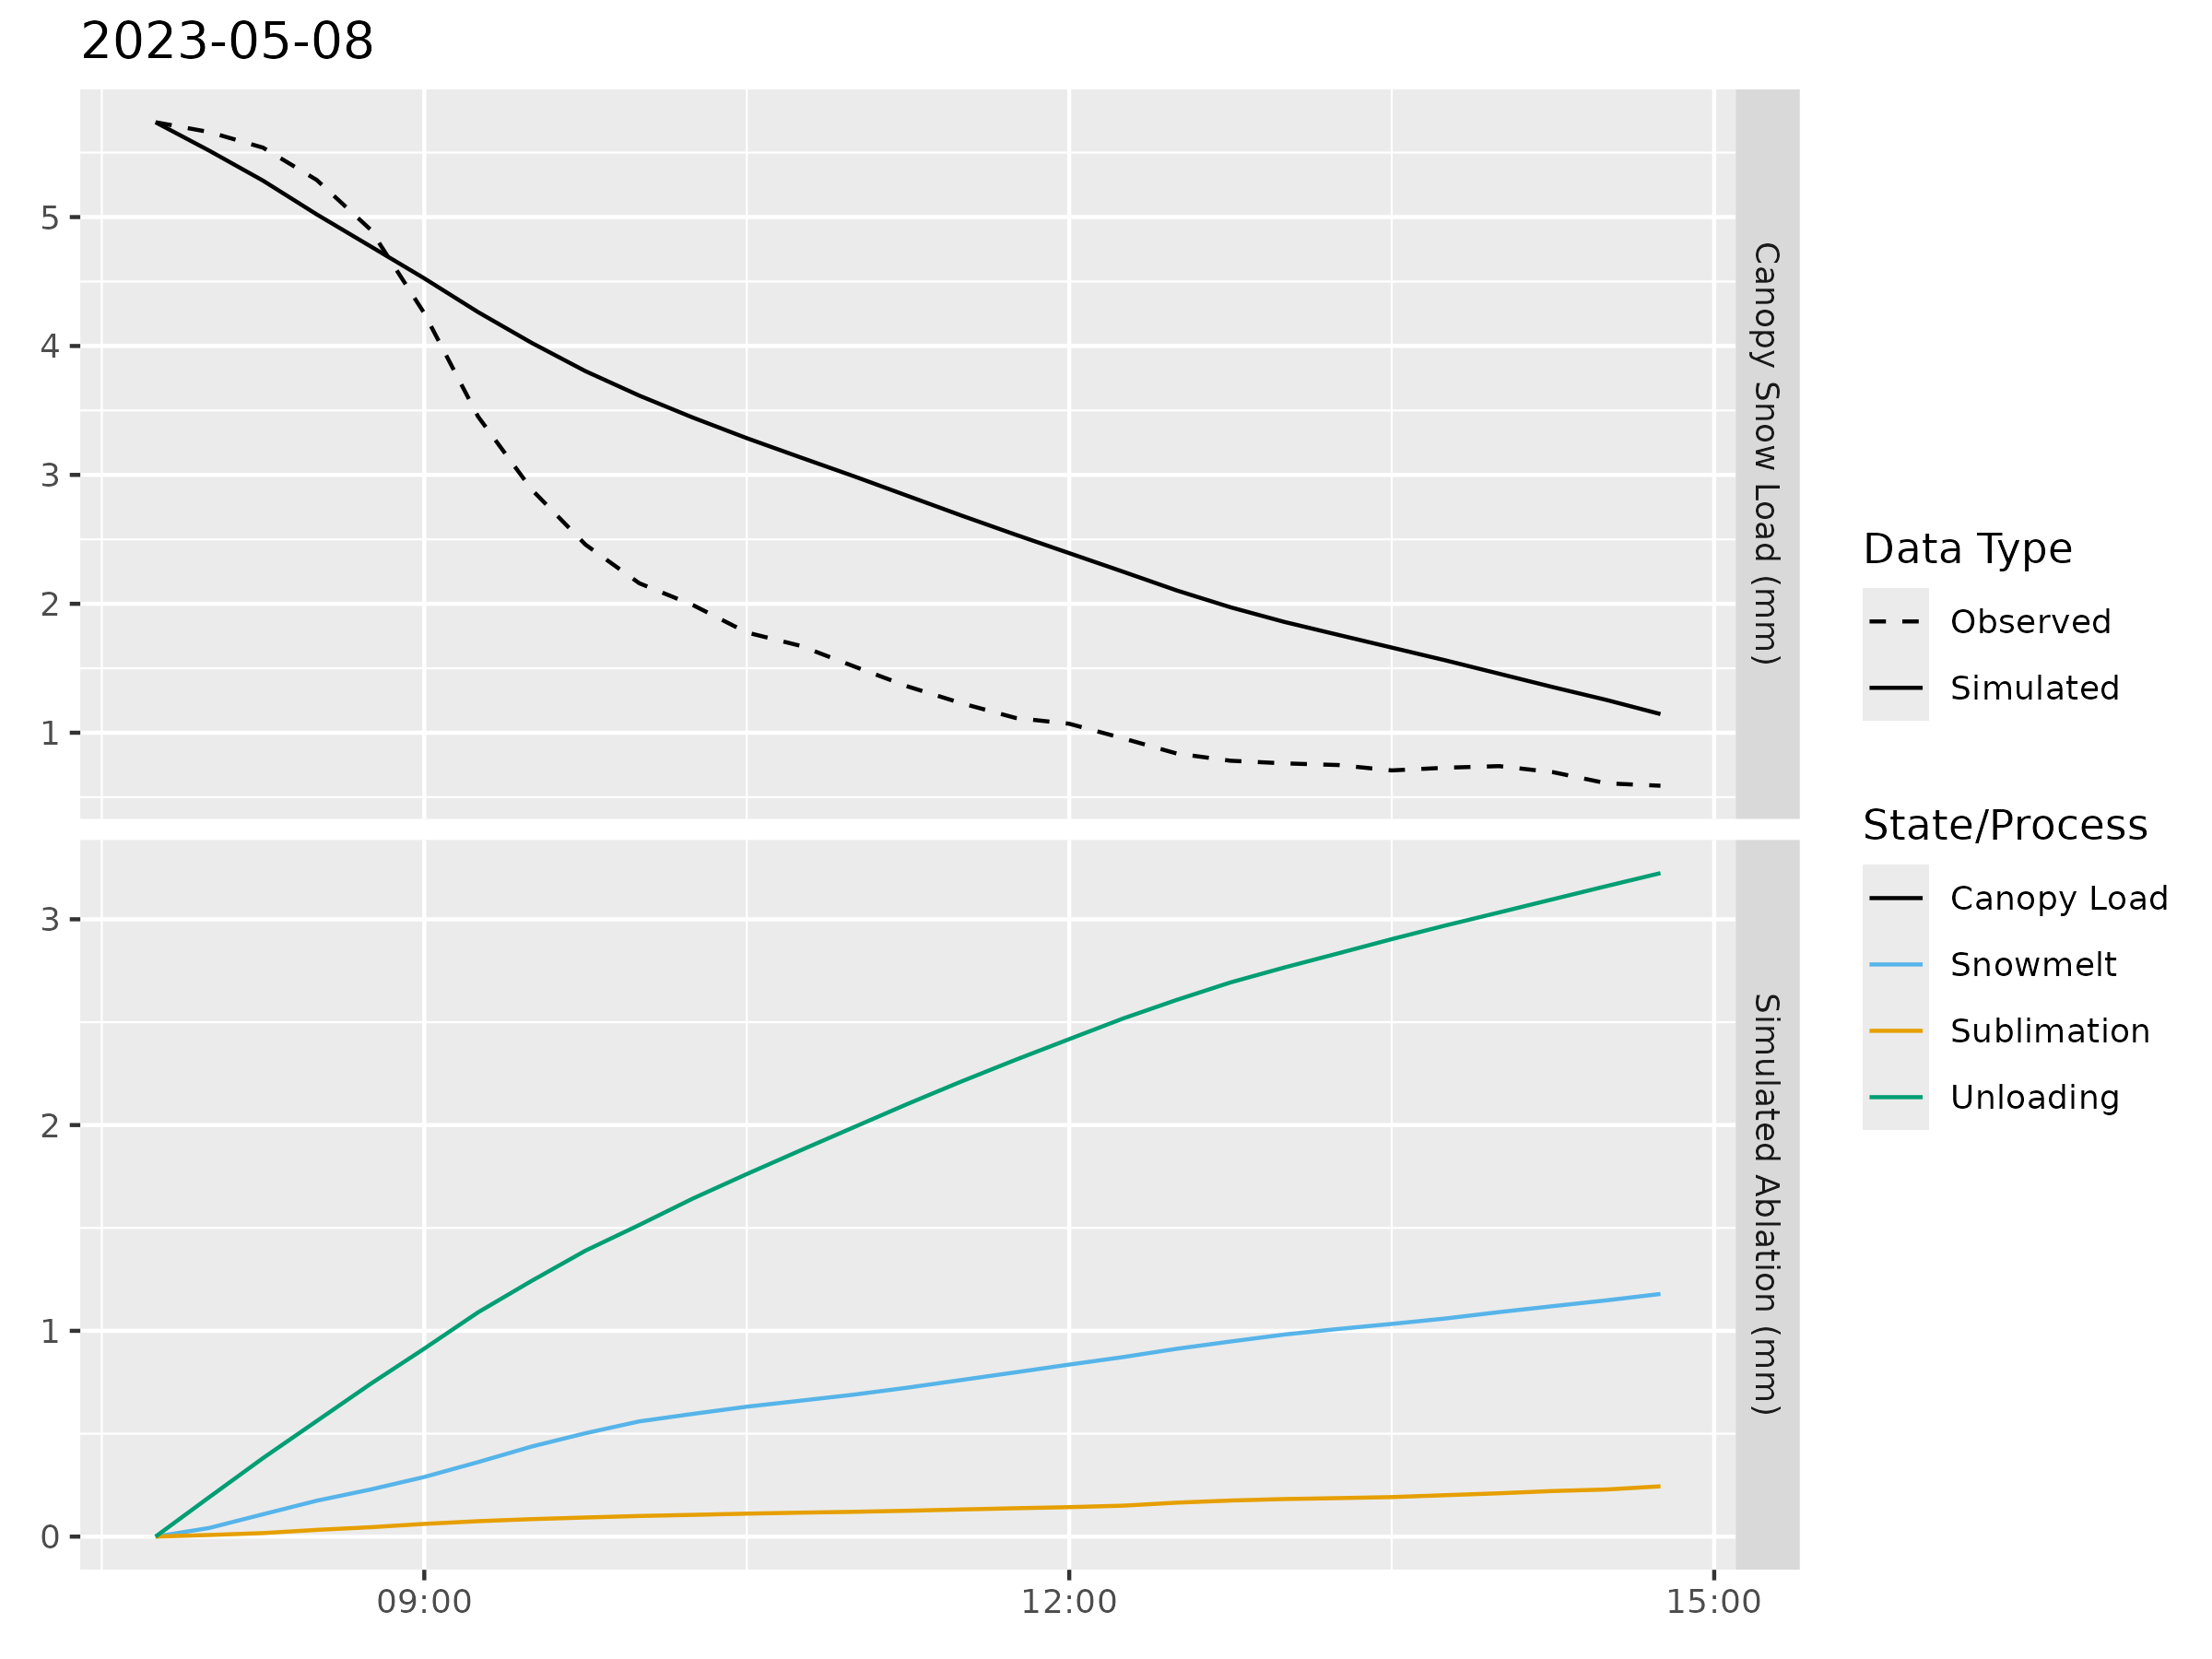 2023-05-08
5
4
3
2
1
Canopy Snow Load (mm)
3
2
1
0
Simulated Ablation (mm)
09:00
12:00
15:00
Data Type
Observed
Simulated
State/Process
Canopy Load
Snowmelt
Sublimation
Unloading